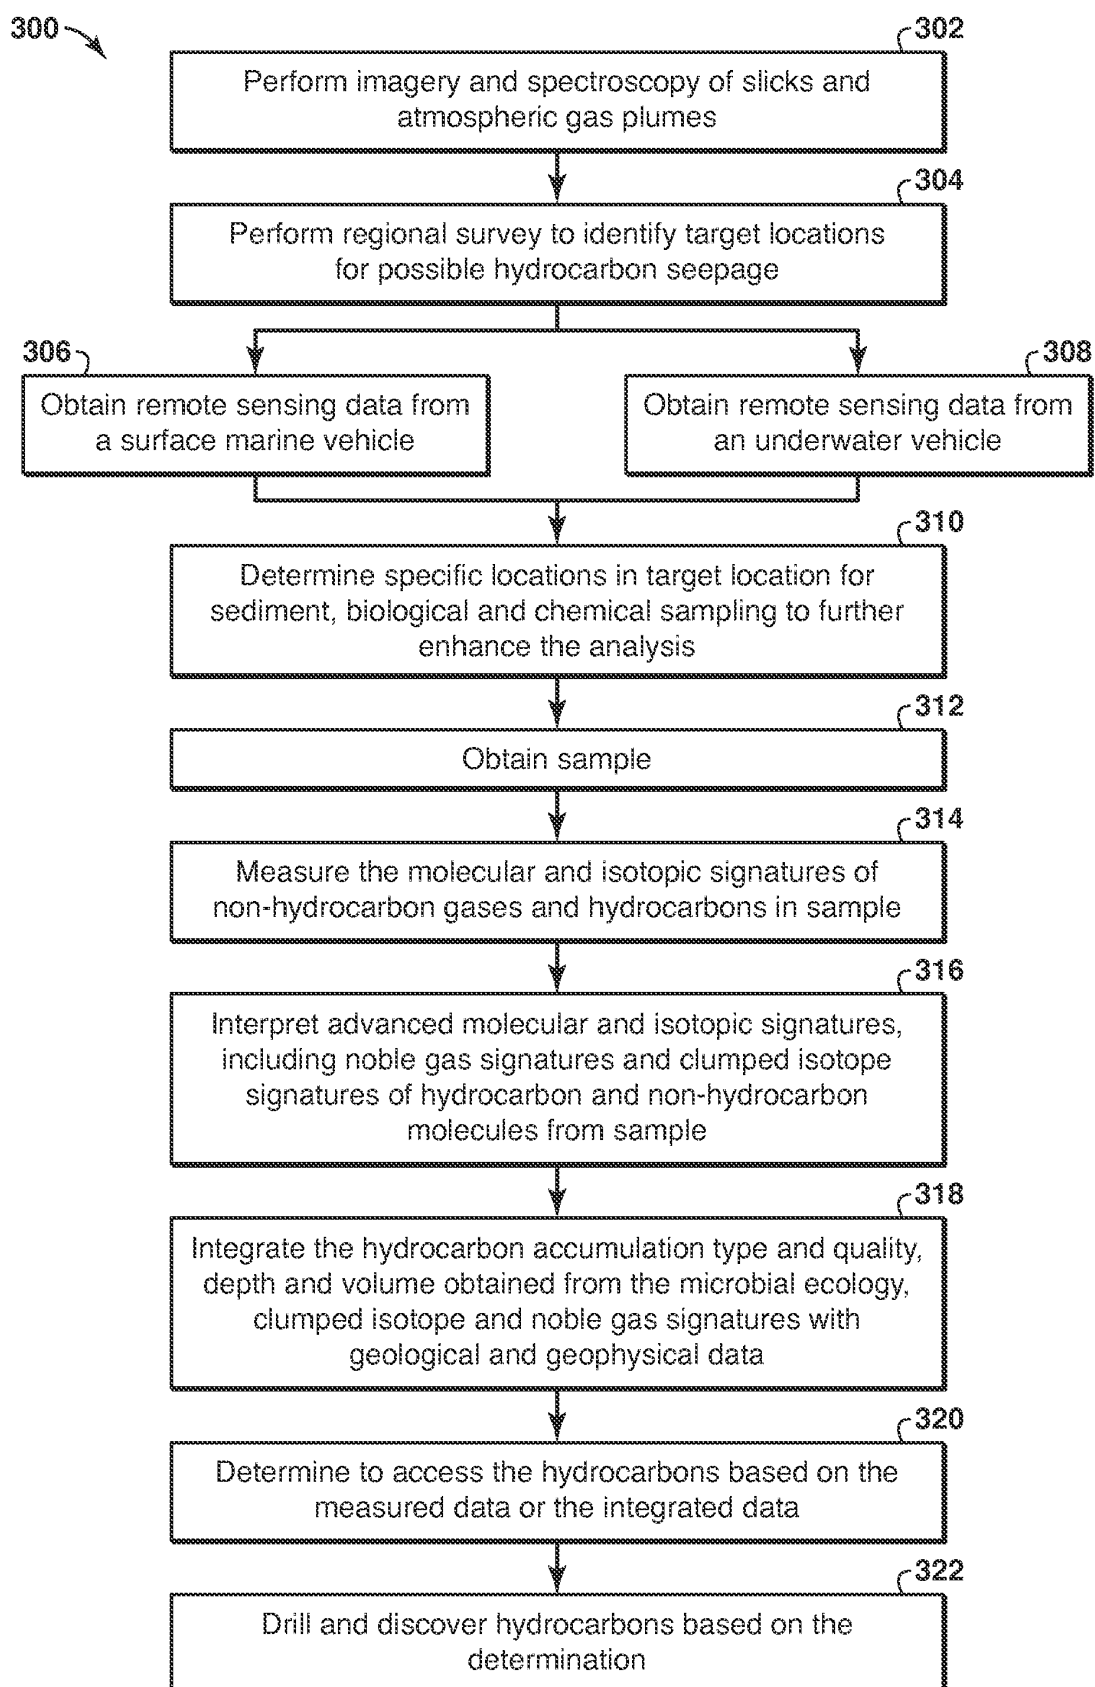 300
302
Perform imagery and spectroscopy of slicks and
atmospheric gas plumes
304
Perform regional survey to identify target locations
for possible hydrocarbon seepage
306
Obtain remote sensing data from
a surface marine vehicle
308
Obtain remote sensing data from
an underwater vehicle
310
Determine specific locations in target location for
sediment, biological and chemical sampling to further
enhance the analysis
312
Obtain sample
314
Measure the molecular and isotopic signatures of
non-hydrocarbon gases and hydrocarbons in sample
316
Interpret advanced molecular and isotopic signatures,
including noble gas signatures and clumped isotope
signatures of hydrocarbon and non-hydrocarbon
molecules from sample
318
Integrate the hydrocarbon accumulation type and quality,
depth and volume obtained from the microbial ecology,
clumped isotope and noble gas signatures with
geological and geophysical data
320
Determine to access the hydrocarbons based on the
measured data or the integrated data
322
Drill and discover hydrocarbons based on the
determination